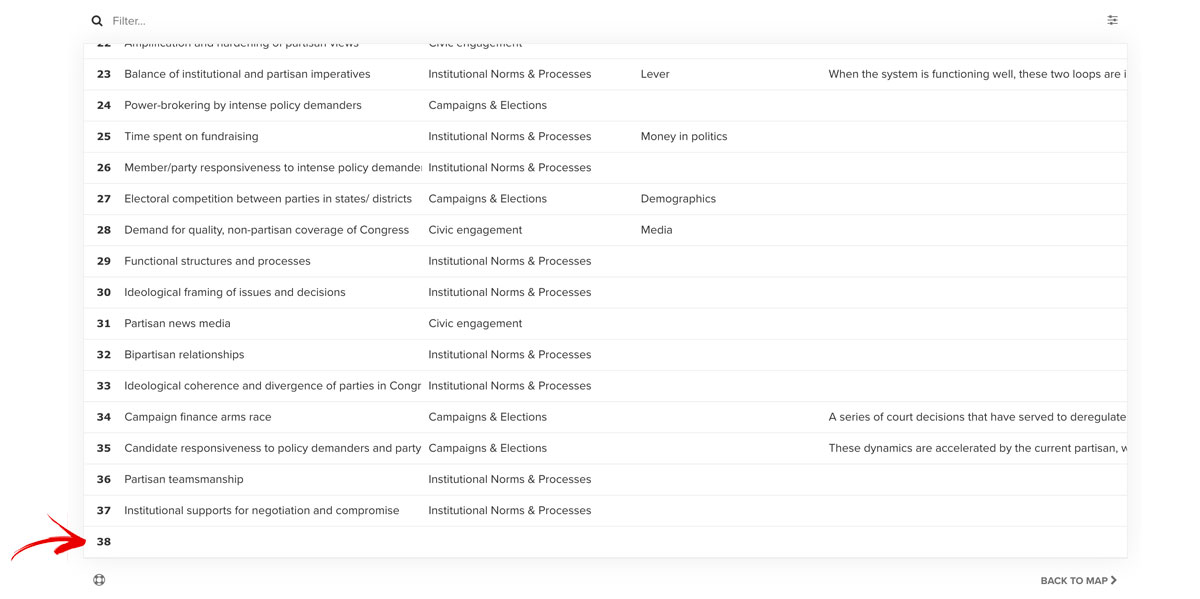 Filter...
22 Amplification and hardening of partisan views Civic engagement
23 Balance of institutional and partisan imperatives Institutional Norms & Processes Lever When the system is functioning well, these two loops are i
24 Power-brokering by intense policy demanders Campaigns & Elections
25 Time spent on fundraising Institutional Norms & Processes Money in politics
26 Member/party responsiveness to intense policy demande Institutional Norms & Processes
27 Electoral competition between parties in states/ districts Campaigns & Elections Demographics
28 Demand for quality, non-partisan coverage of Congress Civic engagement Media
29 Functional structures and processes Institutional Norms & Processes
30 Ideological framing of issues and decisions Institutional Norms & Processes
31 Partisan news media Civic engagement
32 Bipartisan relationships Institutional Norms & Processes
33 Ideological coherence and divergence of parties in Congr Institutional Norms & Processes
34 Campaign finance arms race Campaigns & Elections A series of court decisions that have served to deregulate
35 Candidate responsiveness to policy demanders and party Campaigns & Elections These dynamics are accelerated by the current partisan, w
36 Partisan teamsmanship Institutional Norms & Processes
37 Institutional supports for negotiation and compromise Institutional Norms & Processes
38
BACK TO MAP